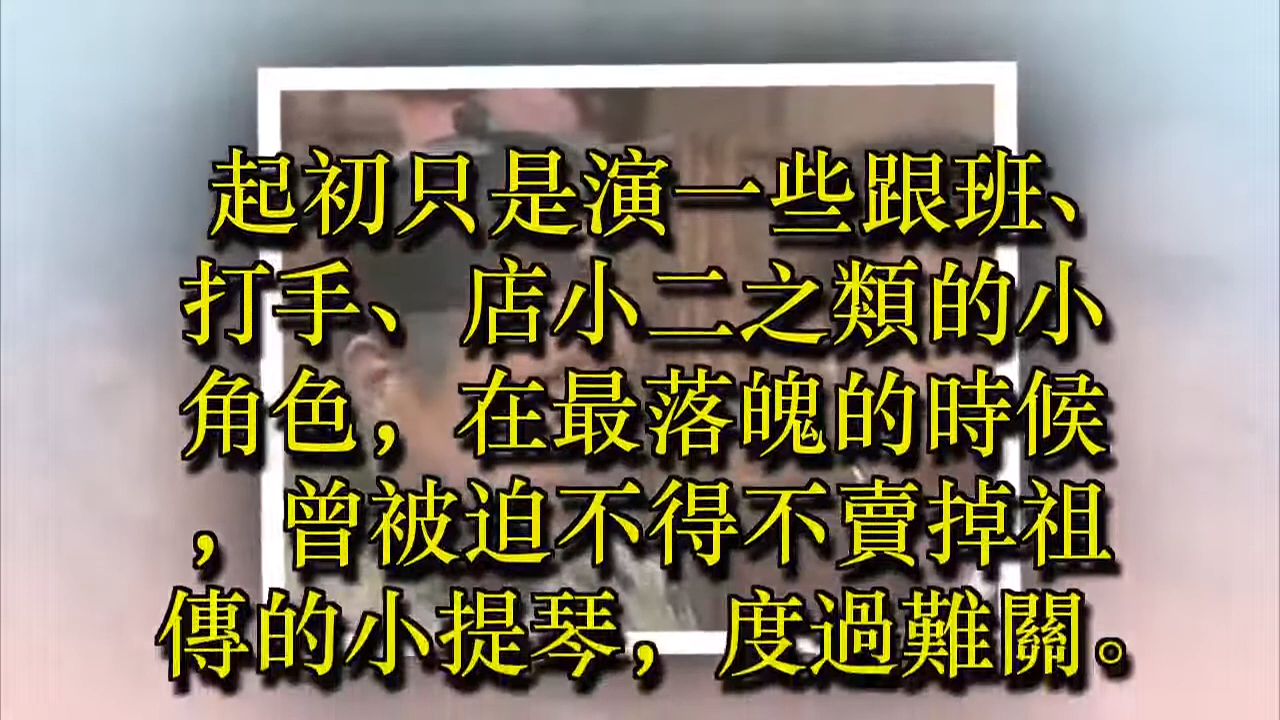 起初只是演一些跟班、
打手、店小二之類的小
角色，在最落魄的時候
，曾被迫不得不賣掉祖
傳的小提琴，度過難關。